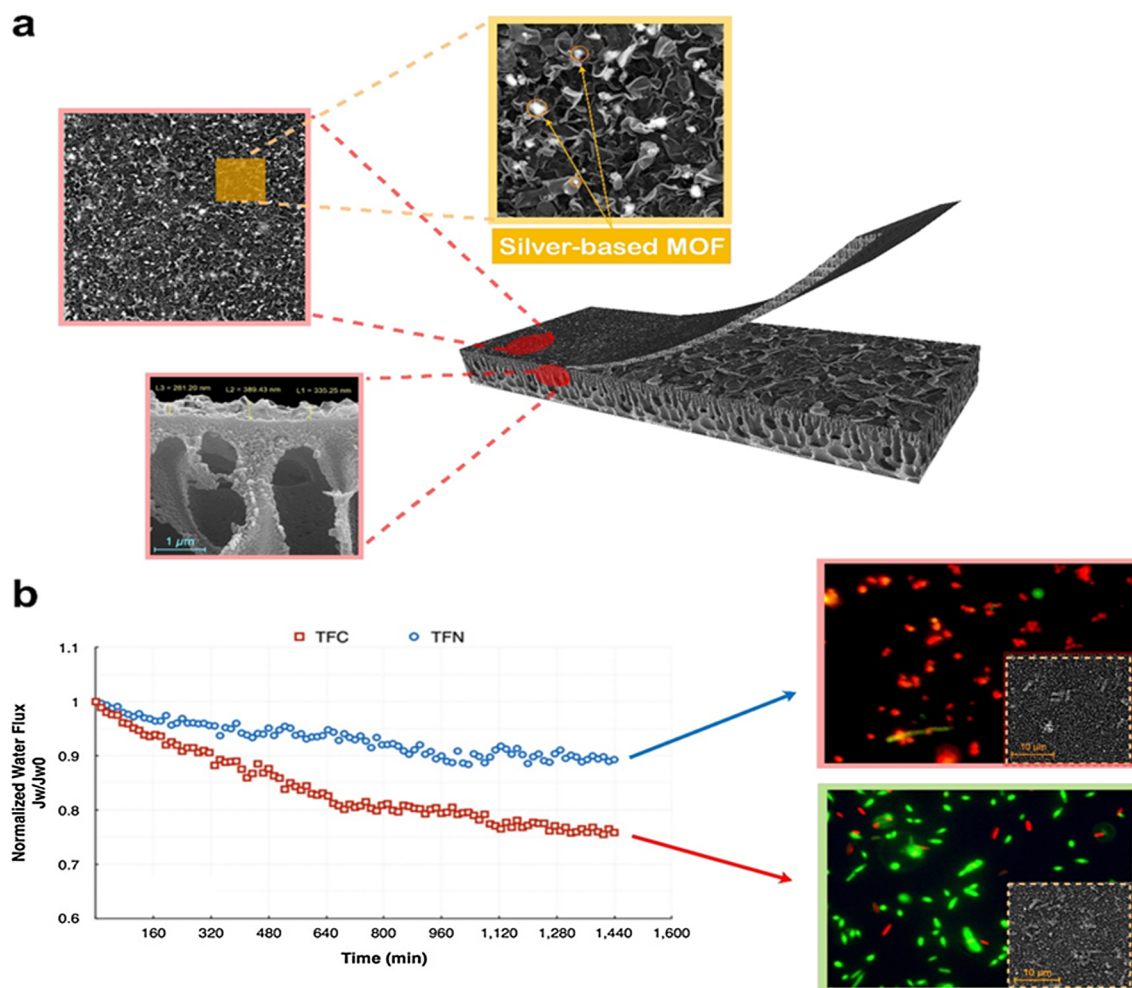 a
Silver-based MOF
L3 = 281.20 nm
L2 = 389.43 nm
L1 = 335.25 nm
1 µm
b
TFC
TFN
1.1
1
0.9
0.8
0.7
0.6
Normalized Water Flux
Jw/Jw0
160
320
480
640
800
960
1,120
1,280
1,440
1,600
Time (min)
10 µm
10 µm